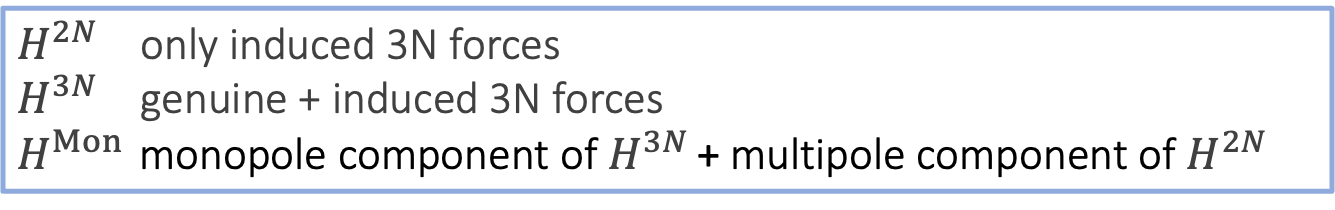 H^{2N} only induced 3N forces
H^{3N} genuine + induced 3N forces
H^{Mon} monopole component of H^{3N} + multipole component of H^{2N}